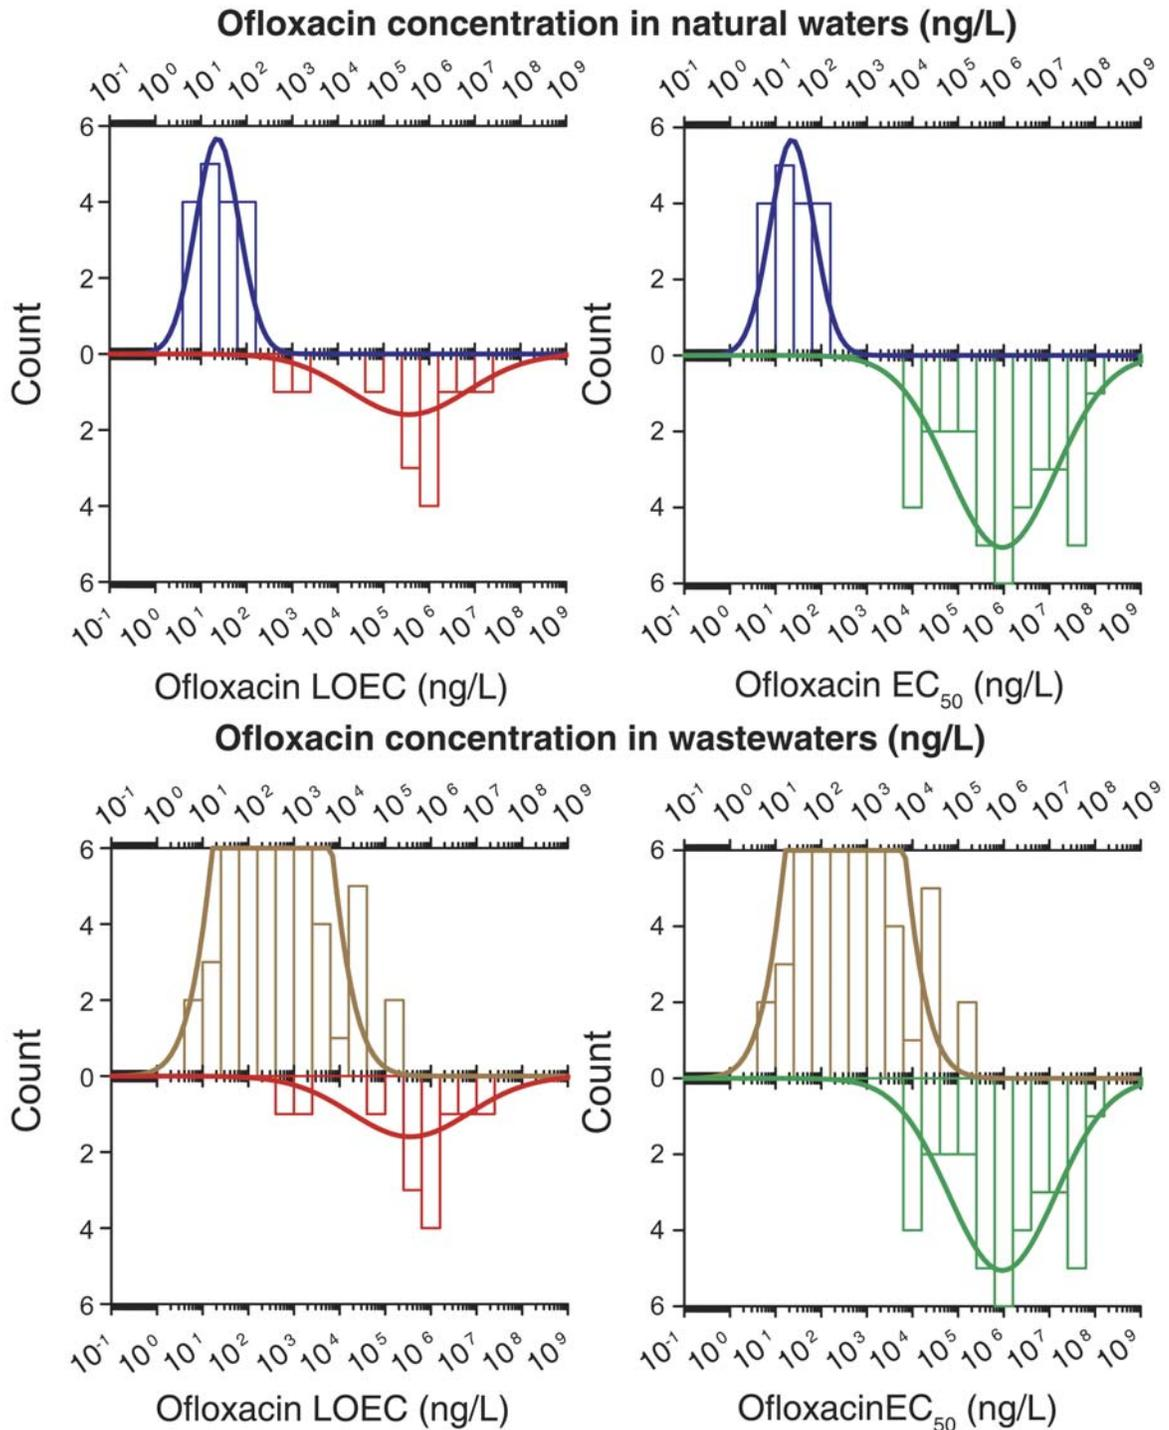 Ofloxacin concentration in natural waters (ng/L)
10⁻¹ 10⁰ 10¹ 10² 10³ 10⁴ 10⁵ 10⁶ 10⁷ 10⁸ 10⁹
10⁻¹ 10⁰ 10¹ 10² 10³ 10⁴ 10⁵ 10⁶ 10⁷ 10⁸ 10⁹
6
4
2
0
2
4
6
Count
6
4
2
0
2
4
6
Count
10⁻¹ 10⁰ 10¹ 10² 10³ 10⁴ 10⁵ 10⁶ 10⁷ 10⁸ 10⁹
10⁻¹ 10⁰ 10¹ 10² 10³ 10⁴ 10⁵ 10⁶ 10⁷ 10⁸ 10⁹
Ofloxacin LOEC (ng/L)
Ofloxacin EC₅₀ (ng/L)
Ofloxacin concentration in wastewaters (ng/L)
10⁻¹ 10⁰ 10¹ 10² 10³ 10⁴ 10⁵ 10⁶ 10⁷ 10⁸ 10⁹
10⁻¹ 10⁰ 10¹ 10² 10³ 10⁴ 10⁵ 10⁶ 10⁷ 10⁸ 10⁹
6
4
2
0
2
4
6
Count
6
4
2
0
2
4
6
Count
10⁻¹ 10⁰ 10¹ 10² 10³ 10⁴ 10⁵ 10⁶ 10⁷ 10⁸ 10⁹
10⁻¹ 10⁰ 10¹ 10² 10³ 10⁴ 10⁵ 10⁶ 10⁷ 10⁸ 10⁹
Ofloxacin LOEC (ng/L)
OfloxacinEC₅₀ (ng/L)